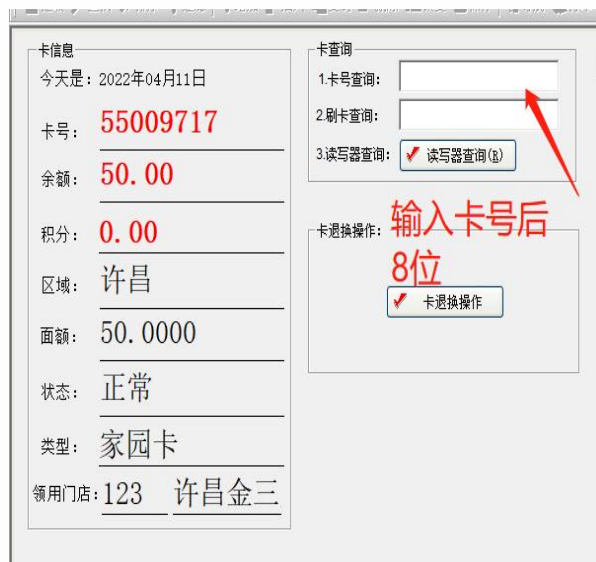 卡信息
今天是：2022年04月11日
卡号：55009717
余额：50.00
积分：0.00
区域：许昌
面额：50.0000
状态：正常
类型：家园卡
领用门店：123 许昌金三
卡查询
1.卡号查询：
2.刷卡查询：
3.读写器查询：读写器查询(R)
输入卡号后
8位
卡退换操作：
卡退换操作